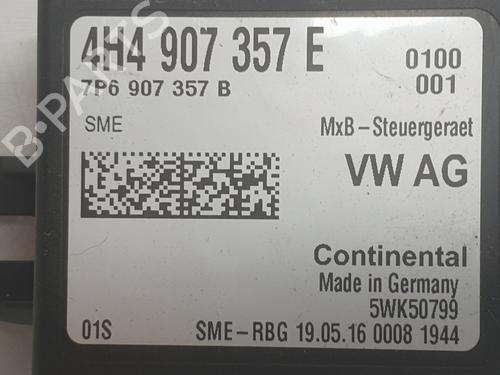 4H4 907 357 E 0100
7P6 907 357 B 001
SME MxB-Steuergeraet
VW AG
Continental
Made in Germany
5WK50799
01S SME-RBG 19.05.16 0008 1944
B-PARTS